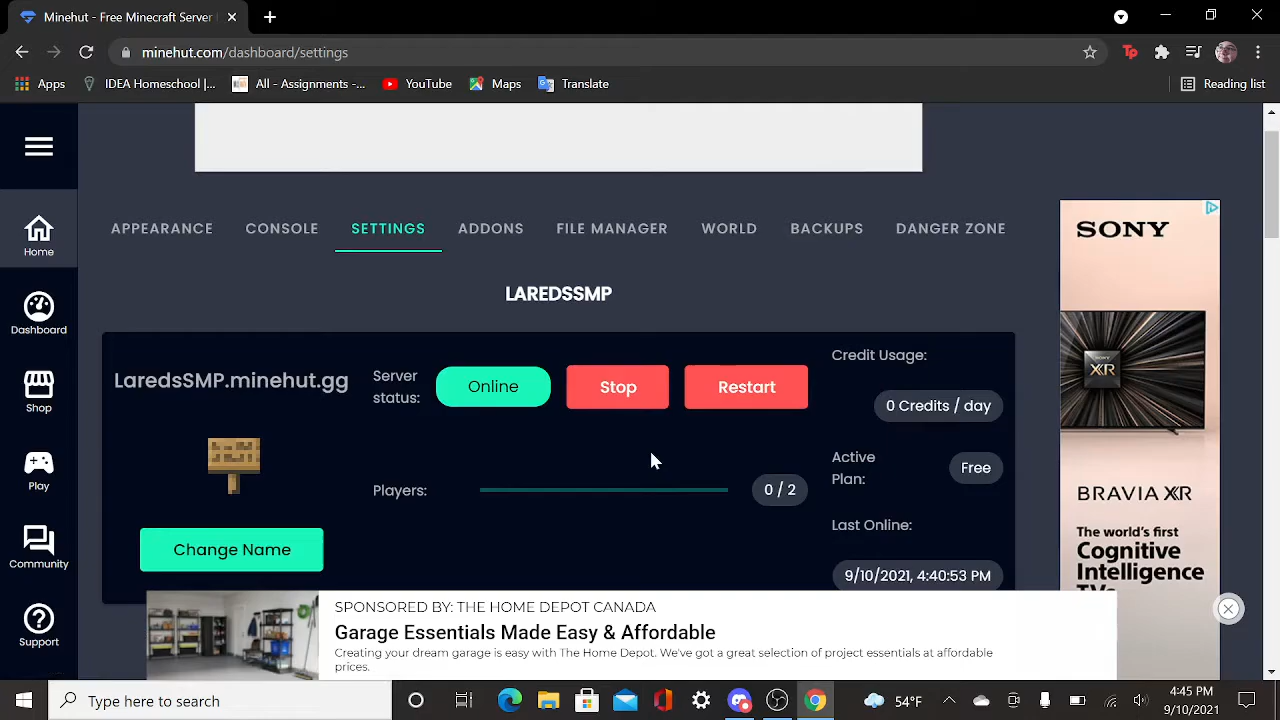 Minehut - Free Minecraft Servers
minehut.com/dashboard/settings
Tp
Apps
IDEA Homeschool |...
All - Assignments -...
YouTube
Maps
Translate
Reading list
APPEARANCE
CONSOLE
SETTINGS
ADDONS
FILE MANAGER
WORLD
BACKUPS
DANGER ZONE
Home
Dashboard
Shop
Play
Community
Support
LAREDSSMP
LaredsSMP.minehut.gg
Change Name
Server
status:
Online
Stop
Restart
Players:
0 / 2
Credit Usage:
0 Credits / day
Active
Plan:
Free
Last Online:
9/10/2021, 4:40:53 PM
SONY
XR
BRAVIA XR
The world's first
Cognitive
Intelligence
SPONSORED BY: THE HOME DEPOT CANADA
Garage Essentials Made Easy & Affordable
Creating your dream garage is easy with The Home Depot. We've got a great selection of project essentials at affordable
prices.
Type here to search
54°F
4:45 PM
9/10/2021